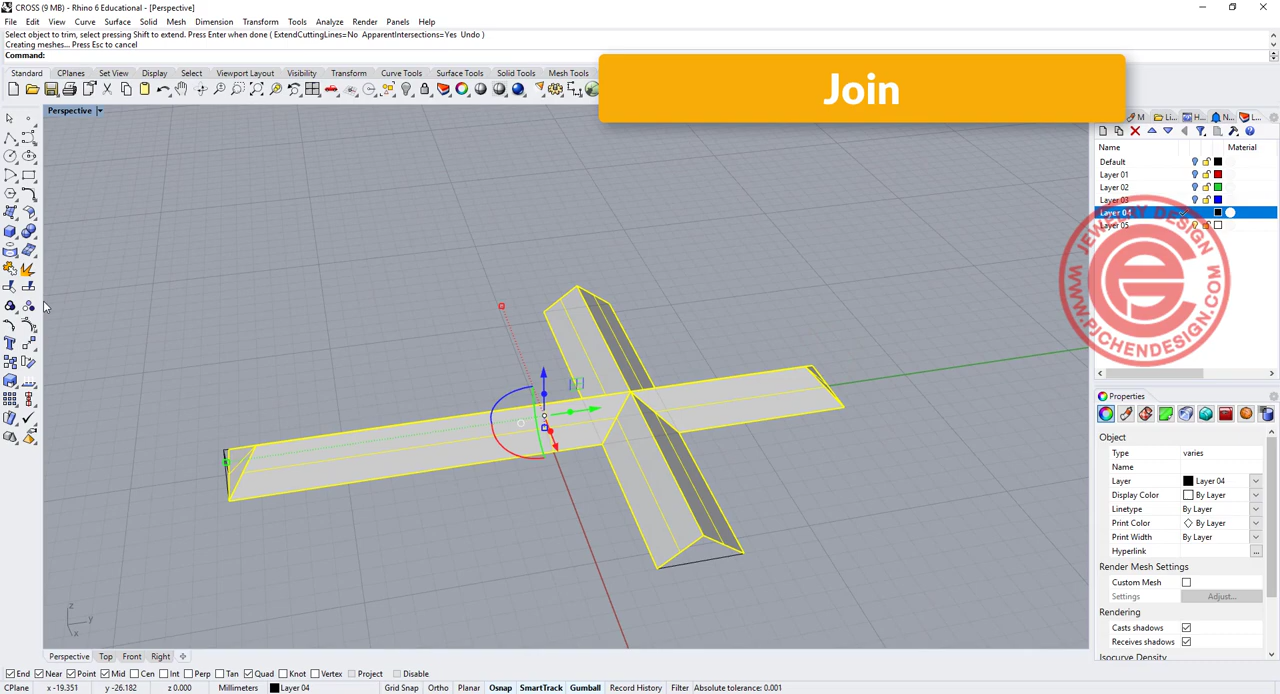 CROSS (9 MB) - Rhino 6 Educational - [Perspective]
File Edit View Curve Surface Solid Mesh Dimension Transform Tools Analyze Render Panels Help
Select object to trim, select pressing Shift to extend. Press Enter when done ( ExtendCuttingLines=No ApparentIntersections=Yes Undo )
Creating meshes... Press Esc to cancel
Command:
Standard CPlanes Set View Display Select Viewport Layout Visibility Transform Curve Tools Surface Tools Solid Tools Mesh Tools
Join
Perspective
M Li... H... N... L...
Name Material
Default
Layer 01
Layer 02
Layer 03
Layer 04
Layer 05
JEWELRY DESIGN
WWW.PJCHENDESIGN.COM
Properties
Object
Type varies
Name
Layer Layer 04
Display Color By Layer
Linetype By Layer
Print Color By Layer
Print Width By Layer
Hyperlink ...
Render Mesh Settings
Custom Mesh
Settings Adjust...
Rendering
Casts shadows
Receives shadows
Isocurve Density
z
y
x
Perspective Top Front Right
End Near Point Mid Cen Int Perp Tan Quad Knot Vertex Project Disable
CPlane x -19.351 y -26.182 z 0.000 Millimeters Layer 04 Grid Snap Ortho Planar Osnap SmartTrack Gumball Record History Filter Absolute tolerance: 0.001